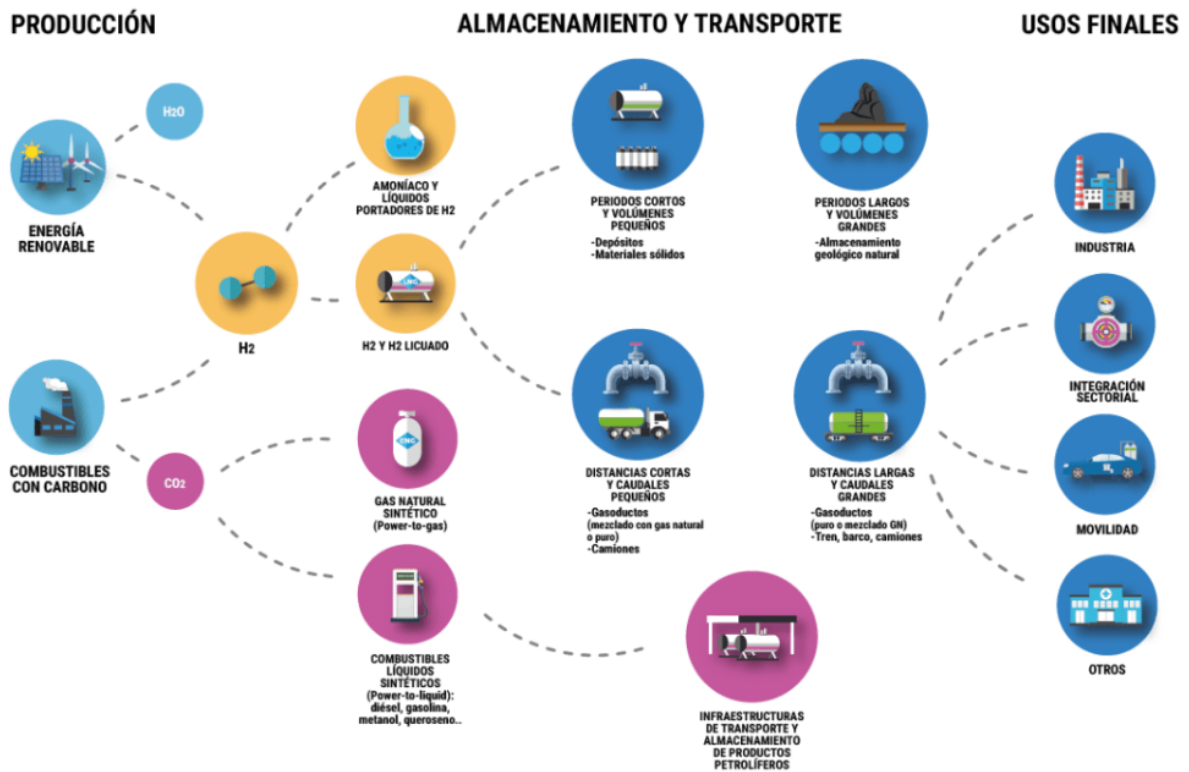 PRODUCCIÓN
ALMACENAMIENTO Y TRANSPORTE
USOS FINALES
H2O
ENERGÍA
RENOVABLE
H2
COMBUSTIBLES
CON CARBONO
CO2
AMONÍACO Y
LÍQUIDOS
PORTADORES DE H2
LNG
H2 Y H2 LICUADO
CNG
GAS NATURAL
SINTÉTICO
(Power-to-gas)
COMBUSTIBLES
LÍQUIDOS
SINTÉTICOS
(Power-to-liquid):
diésel, gasolina,
metanol, queroseno...
PERIODOS CORTOS
Y VOLÚMENES
PEQUEÑOS
-Depósitos
-Materiales sólidos
PERIODOS LARGOS
Y VOLÚMENES
GRANDES
-Almacenamiento
geológico natural
DISTANCIAS CORTAS
Y CAUDALES
PEQUEÑOS
-Gasoductos
(mezclado con gas natural
o puro)
-Camiones
DISTANCIAS LARGAS
Y CAUDALES
GRANDES
-Gasoductos
(puro o mezclado GN)
-Tren, barco, camiones
INFRAESTRUCTURAS
DE TRANSPORTE Y
ALMACENAMIENTO
DE PRODUCTOS
PETROLÍFEROS
INDUSTRIA
INTEGRACIÓN
SECTORIAL
H2
MOVILIDAD
OTROS